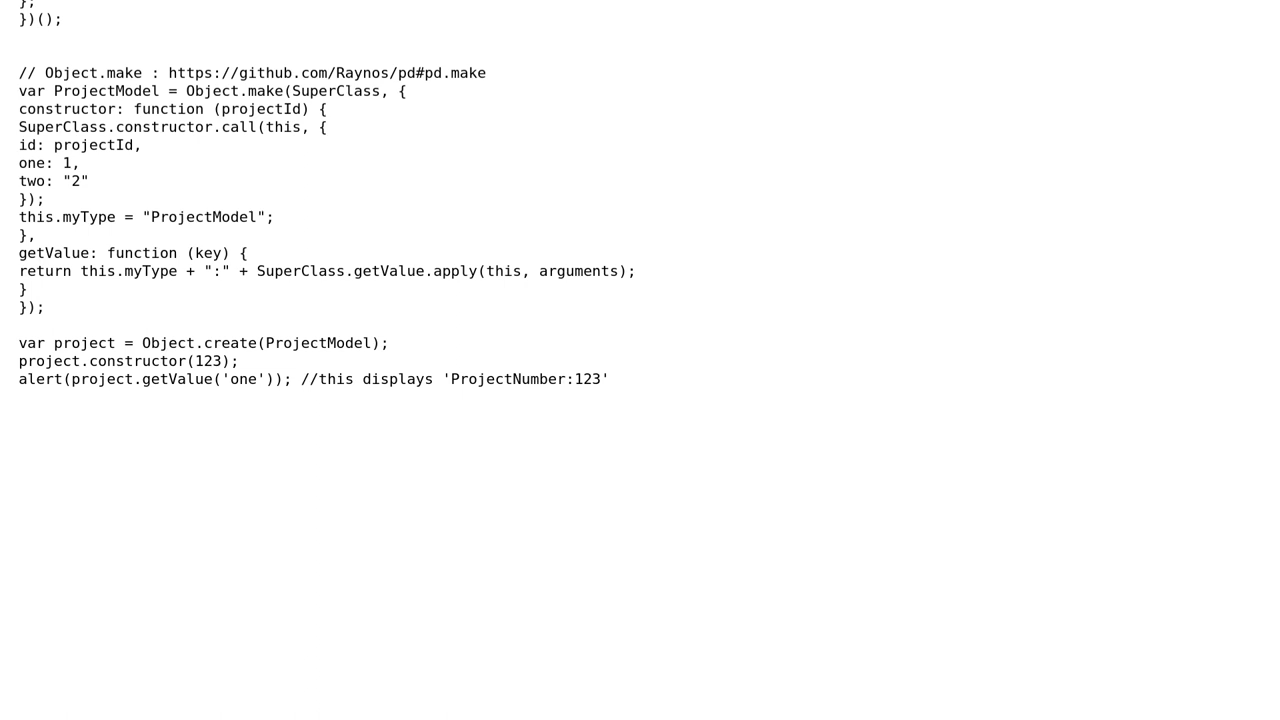 };
})();
// Object.make : https://github.com/Raynos/pd#pd.make
var ProjectModel = Object.make(SuperClass, {
constructor: function (projectId) {
SuperClass.constructor.call(this, {
id: projectId,
one: 1,
two: "2"
});
this.myType = "ProjectModel";
},
getValue: function (key) {
return this.myType + ":" + SuperClass.getValue.apply(this, arguments);
}
});
var project = Object.create(ProjectModel);
project.constructor(123);
alert(project.getValue('one')); //this displays 'ProjectNumber:123'